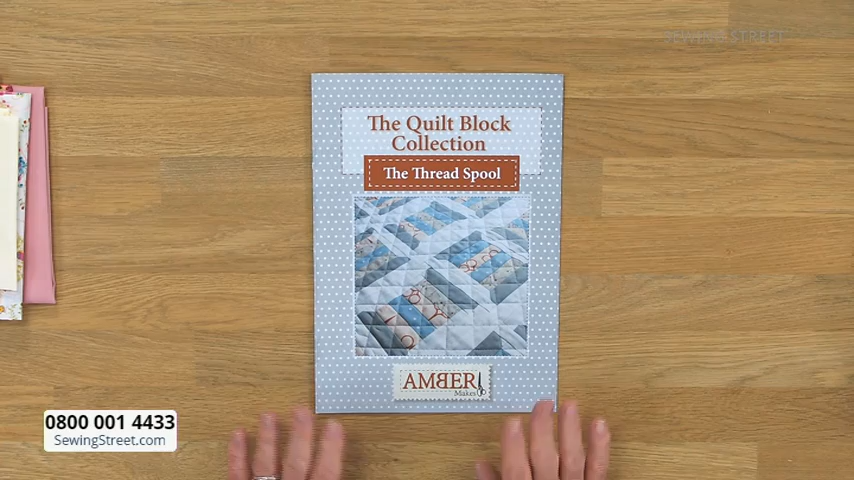 SEWING STREET
The Quilt Block
Collection
The Thread Spool
AMBER
Makes
0800 001 4433
SewingStreet.com